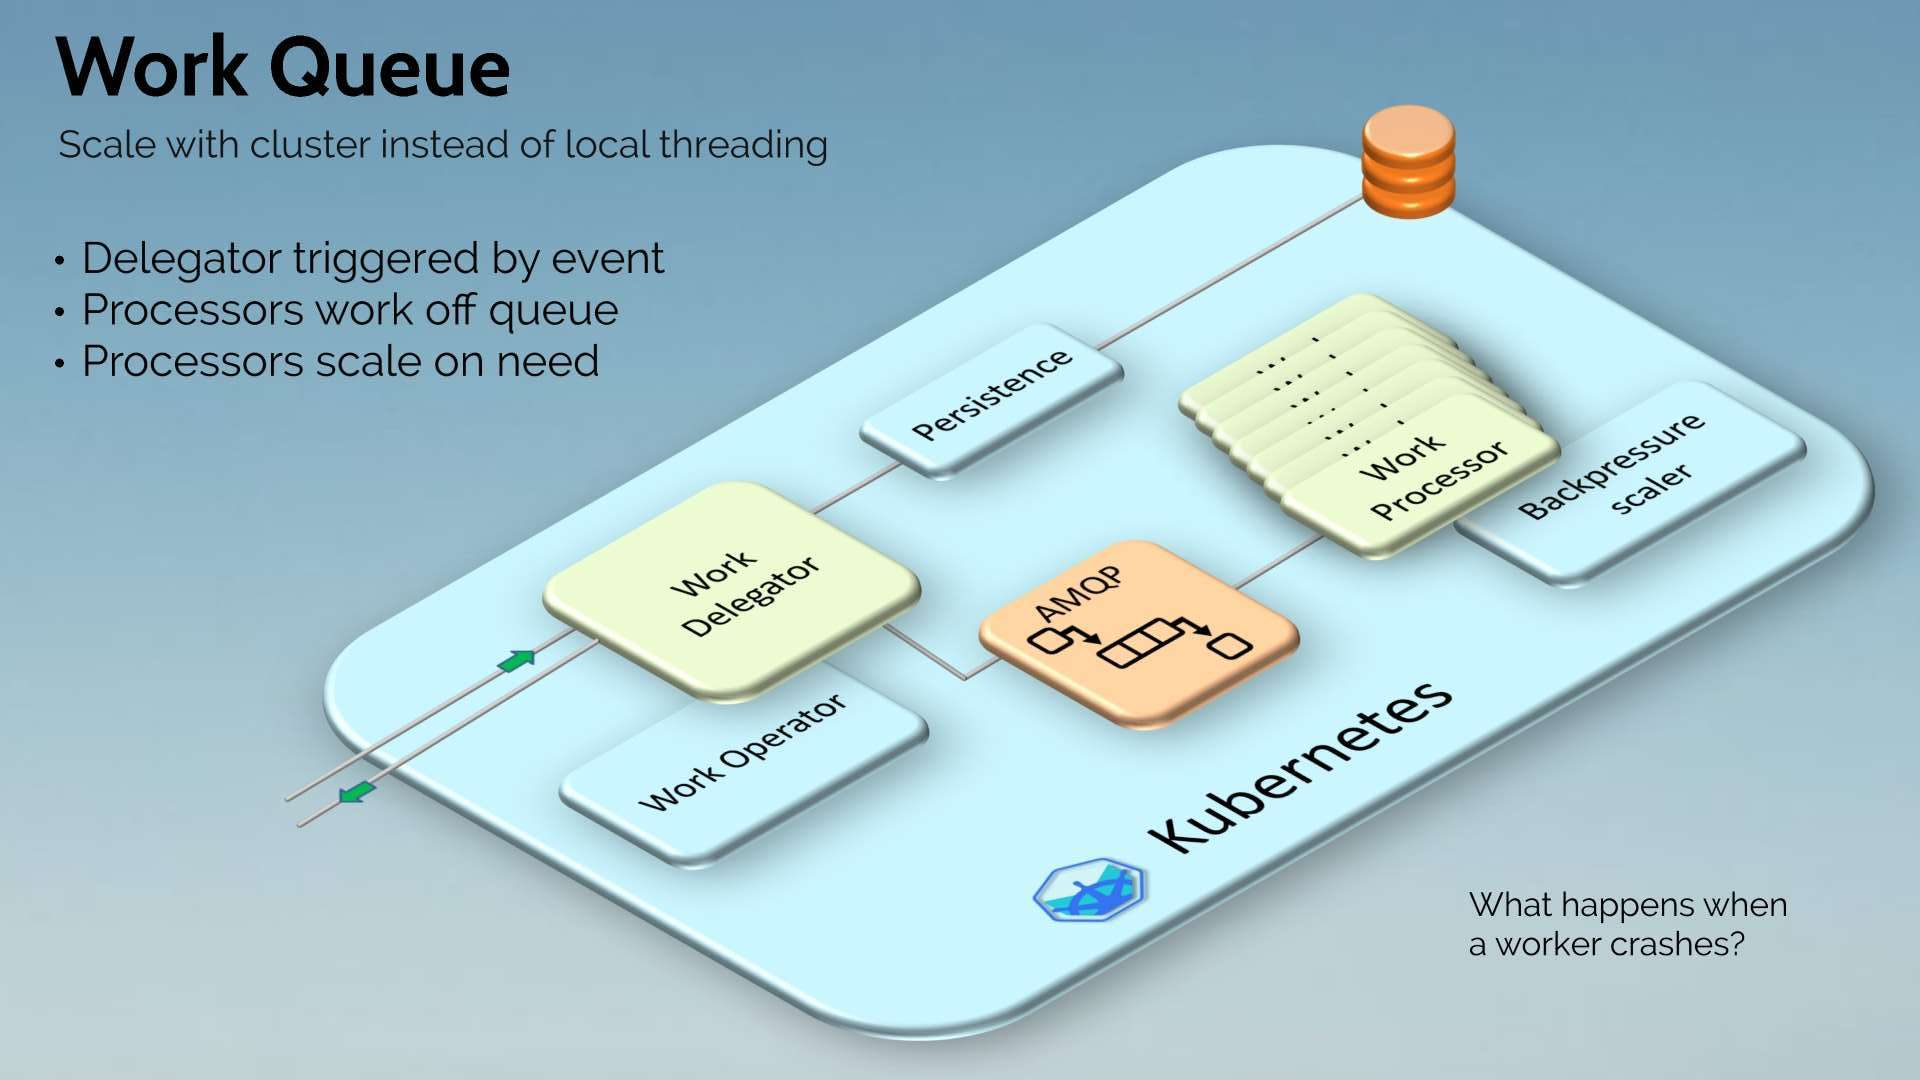 Work Queue
Scale with cluster instead of local threading
• Delegator triggered by event
• Processors work off queue
• Processors scale on need
Persistence
Work
Processor
Backpressure
scaler
Work
Delegator
AMQP
Work Operator
Kubernetes
What happens when
a worker crashes?